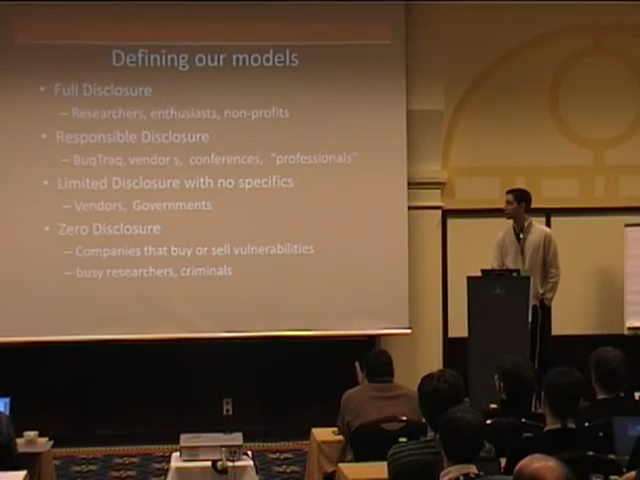 Defining our models
• Full Disclosure
– Researchers, enthusiasts, non-profits
• Responsible Disclosure
– BugTraq, vendor s, conferences, "professionals"
• Limited Disclosure with no specifics
– Vendors, Governments
• Zero Disclosure
– Companies that buy or sell vulnerabilities
– busy researchers, criminals